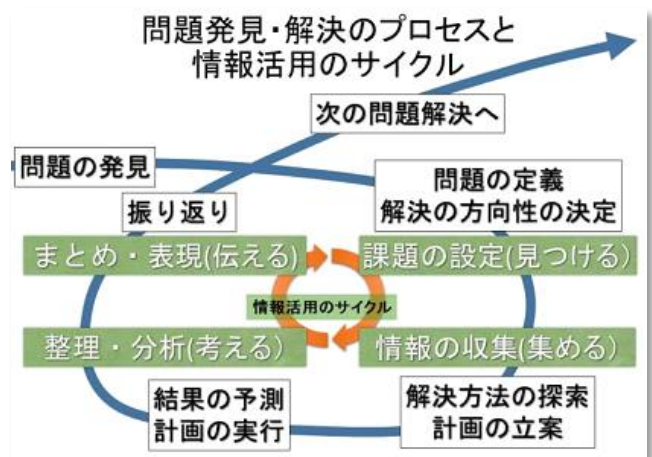 問題発見・解決のプロセスと
情報活用のサイクル
次の問題解決へ
問題の発見
問題の定義
解決の方向性の決定
振り返り
まとめ・表現(伝える)
課題の設定(見つける)
情報活用のサイクル
整理・分析(考える)
情報の収集(集める)
結果の予測
計画の実行
解決方法の探索
計画の立案